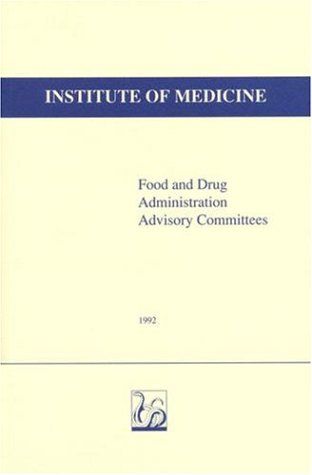 INSTITUTE OF MEDICINE
Food and Drug
Administration
Advisory Committees
1992